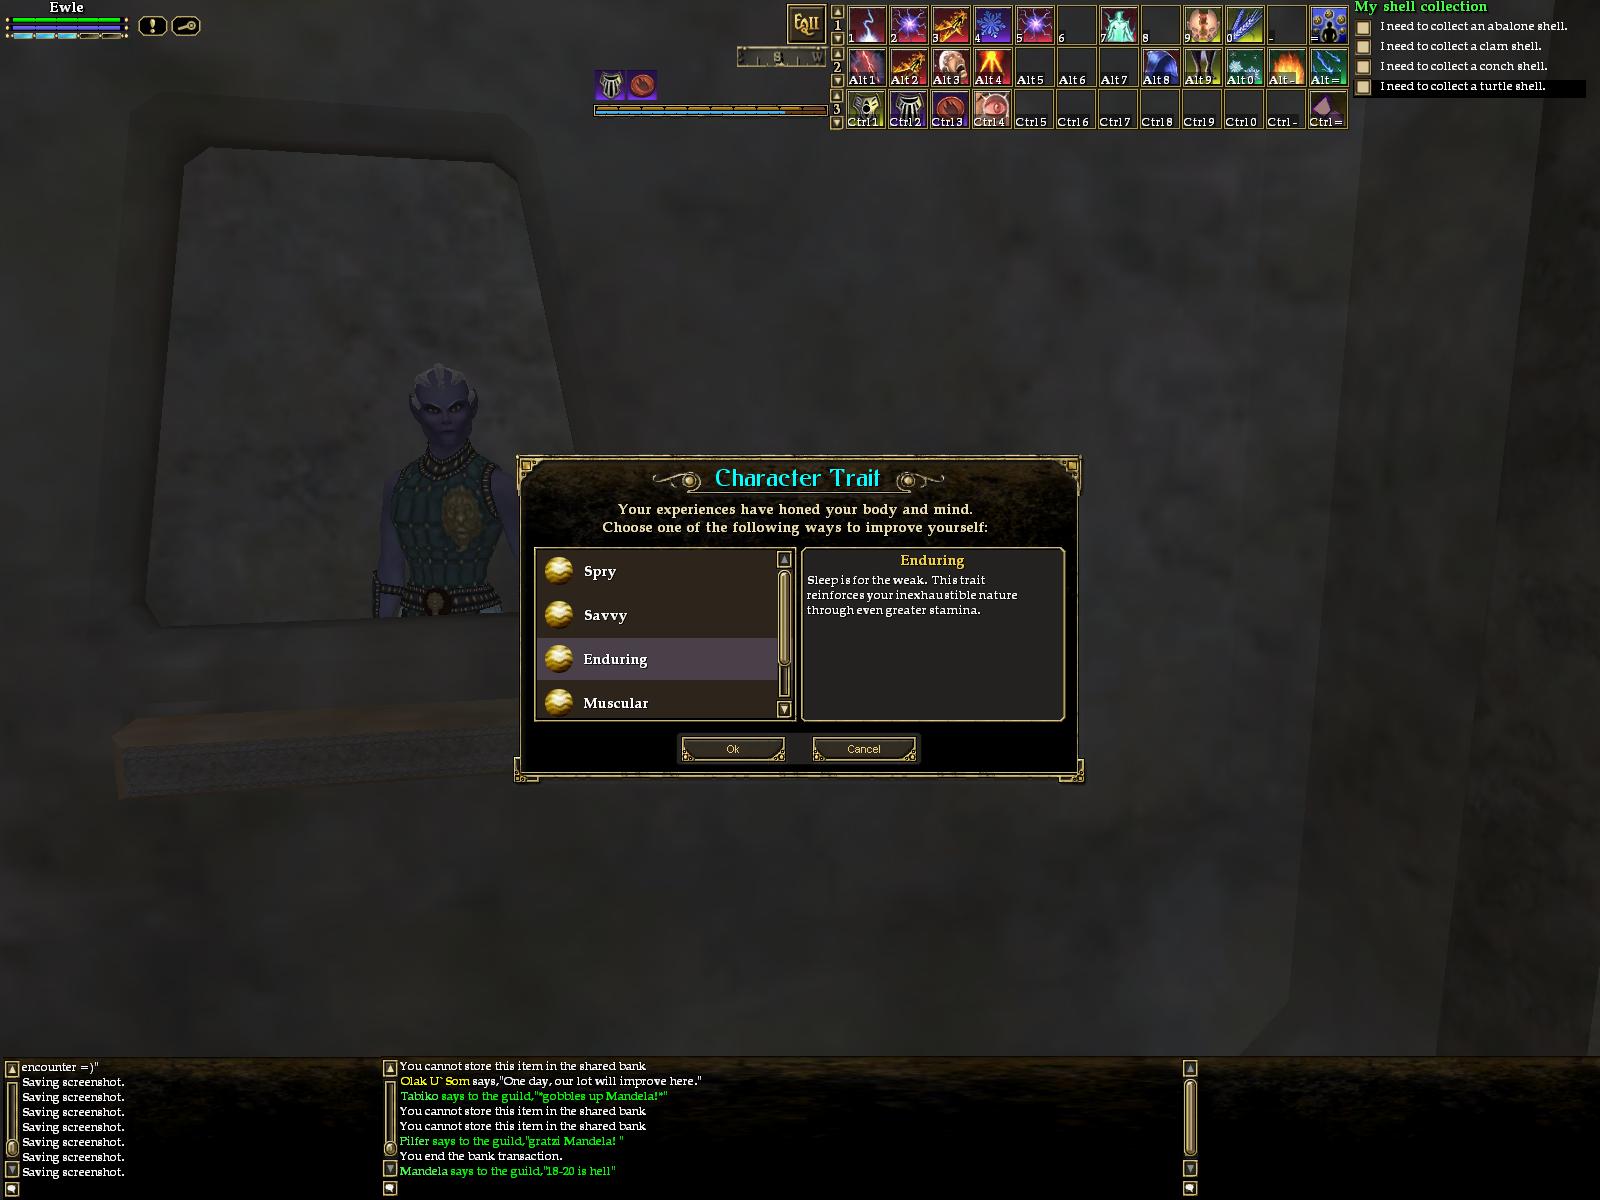 Ewle
EQII
S
W
1
1
2
3
4
5
6
7
8
9
0
-
=
2
Alt1
Alt2
Alt3
Alt4
Alt5
Alt6
Alt7
Alt8
Alt9
Alt0
Alt-
Alt=
3
Ctrl1
Ctrl2
Ctrl3
Ctrl4
Ctrl5
Ctrl6
Ctrl7
Ctrl8
Ctrl9
Ctrl0
Ctrl-
Ctrl=
My shell collection
I need to collect an abalone shell.
I need to collect a clam shell.
I need to collect a conch shell.
I need to collect a turtle shell.
Character Trait
Your experiences have honed your body and mind.
Choose one of the following ways to improve yourself:
Spry
Savvy
Enduring
Muscular
Enduring
Sleep is for the weak. This trait
reinforces your inexhaustible nature
through even greater stamina.
Ok
Cancel
encounter =)"
Saving screenshot.
Saving screenshot.
Saving screenshot.
Saving screenshot.
Saving screenshot.
Saving screenshot.
Saving screenshot.
You cannot store this item in the shared bank
Olak U`Som says,"One day, our lot will improve here."
Tabiko says to the guild,"*gobbles up Mandela!*"
You cannot store this item in the shared bank
You cannot store this item in the shared bank
Pilfer says to the guild,"gratzi Mandela! "
You end the bank transaction.
Mandela says to the guild,"18-20 is hell"